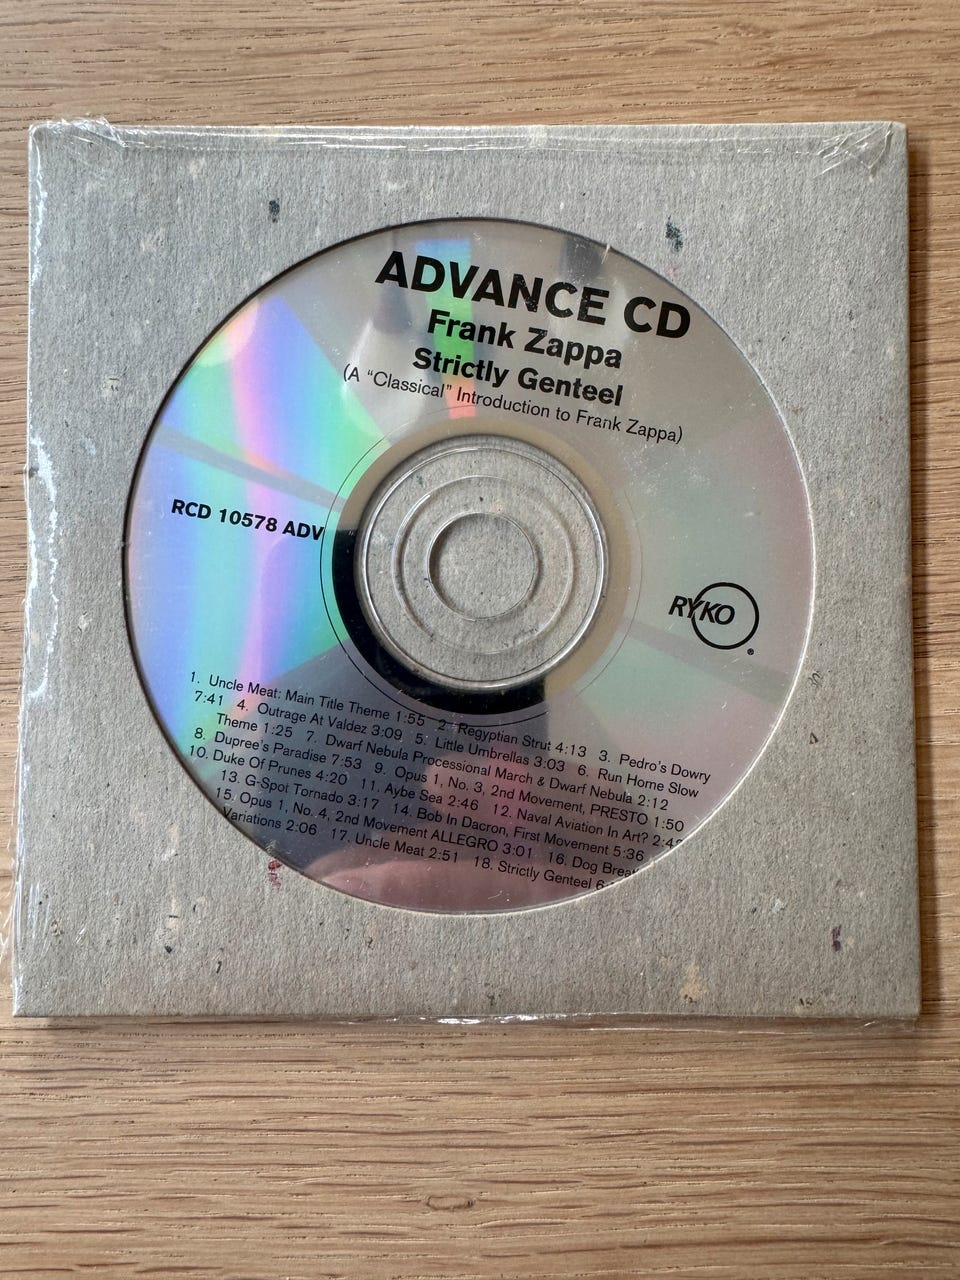 ADVANCE CD
Frank Zappa
Strictly Genteel
(A “Classical” Introduction to Frank Zappa)
RCD 10578 ADV
RYKO
1. Uncle Meat: Main Title Theme 1:55 2 Regyptian Strut 4:13 3. Pedro's Dowry
7:41 4. Outrage At Valdez 3:09 5. Little Umbrellas 3:03 6. Run Home Slow
Theme 1:25 7. Dwarf Nebula Processional March & Dwarf Nebula 2:12
8. Dupree's Paradise 7:53 9. Opus 1, No. 3, 2nd Movement, PRESTO 1:50
10. Duke Of Prunes 4:20 11. Aybe Sea 2:46 12. Naval Aviation In Art?
13. G-Spot Tornado 3:17 14. Bob In Dacron, First Movement 5:36
15. Opus 1, No. 4, 2nd Movement ALLEGRO 3:01 16. Dog
Variations 2:06 17. Uncle Meat 2:51 18. Strictly Genteel